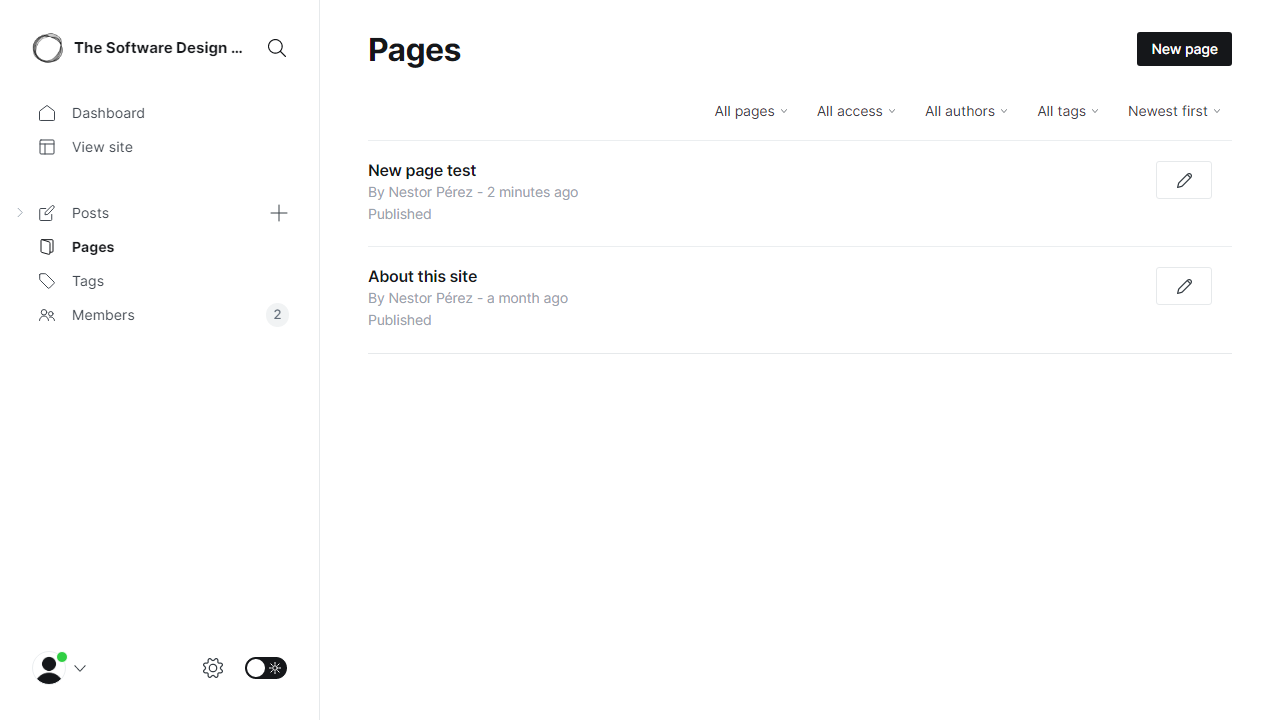 The Software Design ...
Dashboard
View site
Posts
Pages
Tags
Members
2
Pages
New page
All pages
All access
All authors
All tags
Newest first
New page test
By Nestor Pérez - 2 minutes ago
Published
About this site
By Nestor Pérez - a month ago
Published